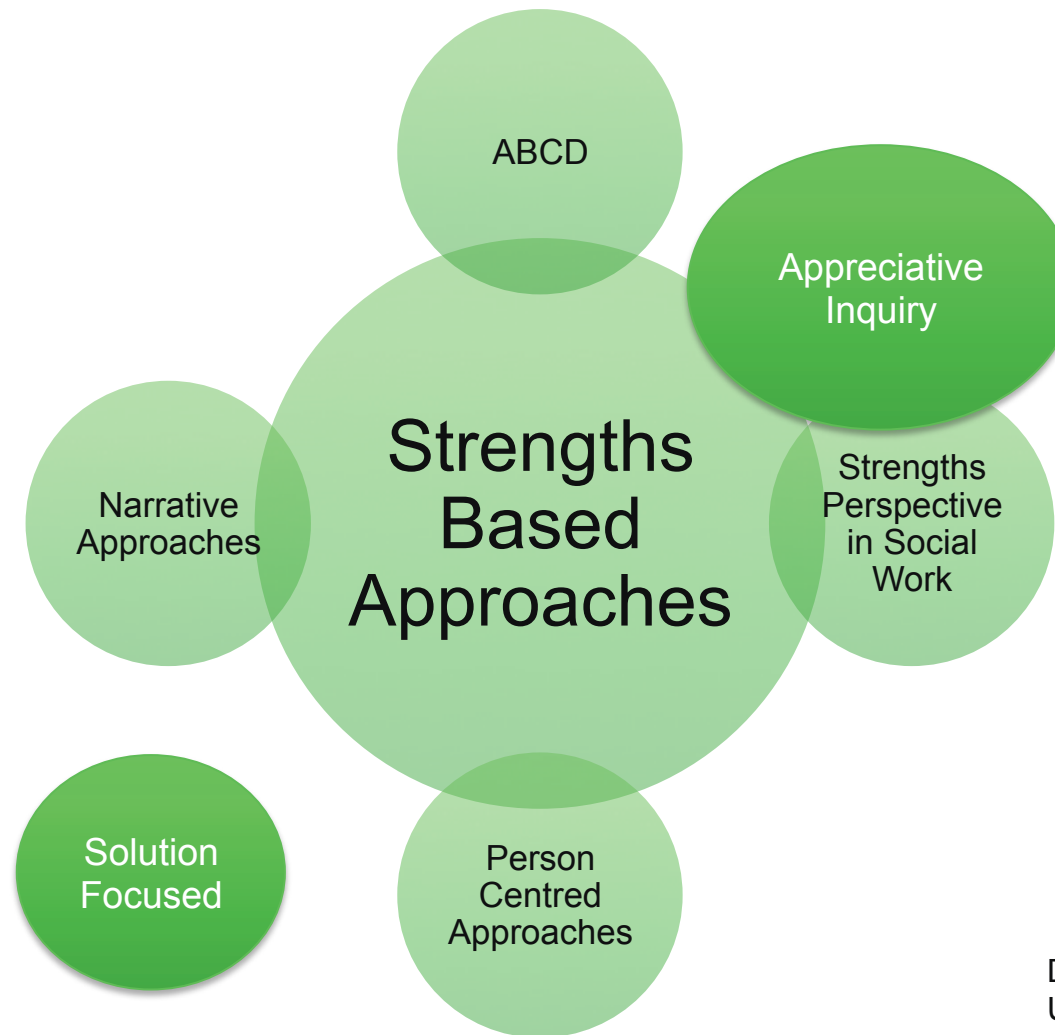 ABCD
Appreciative
Inquiry
Strengths
Based
Approaches
Narrative
Approaches
Strengths
Perspective
in Social
Work
Solution
Focused
Person
Centred
Approaches